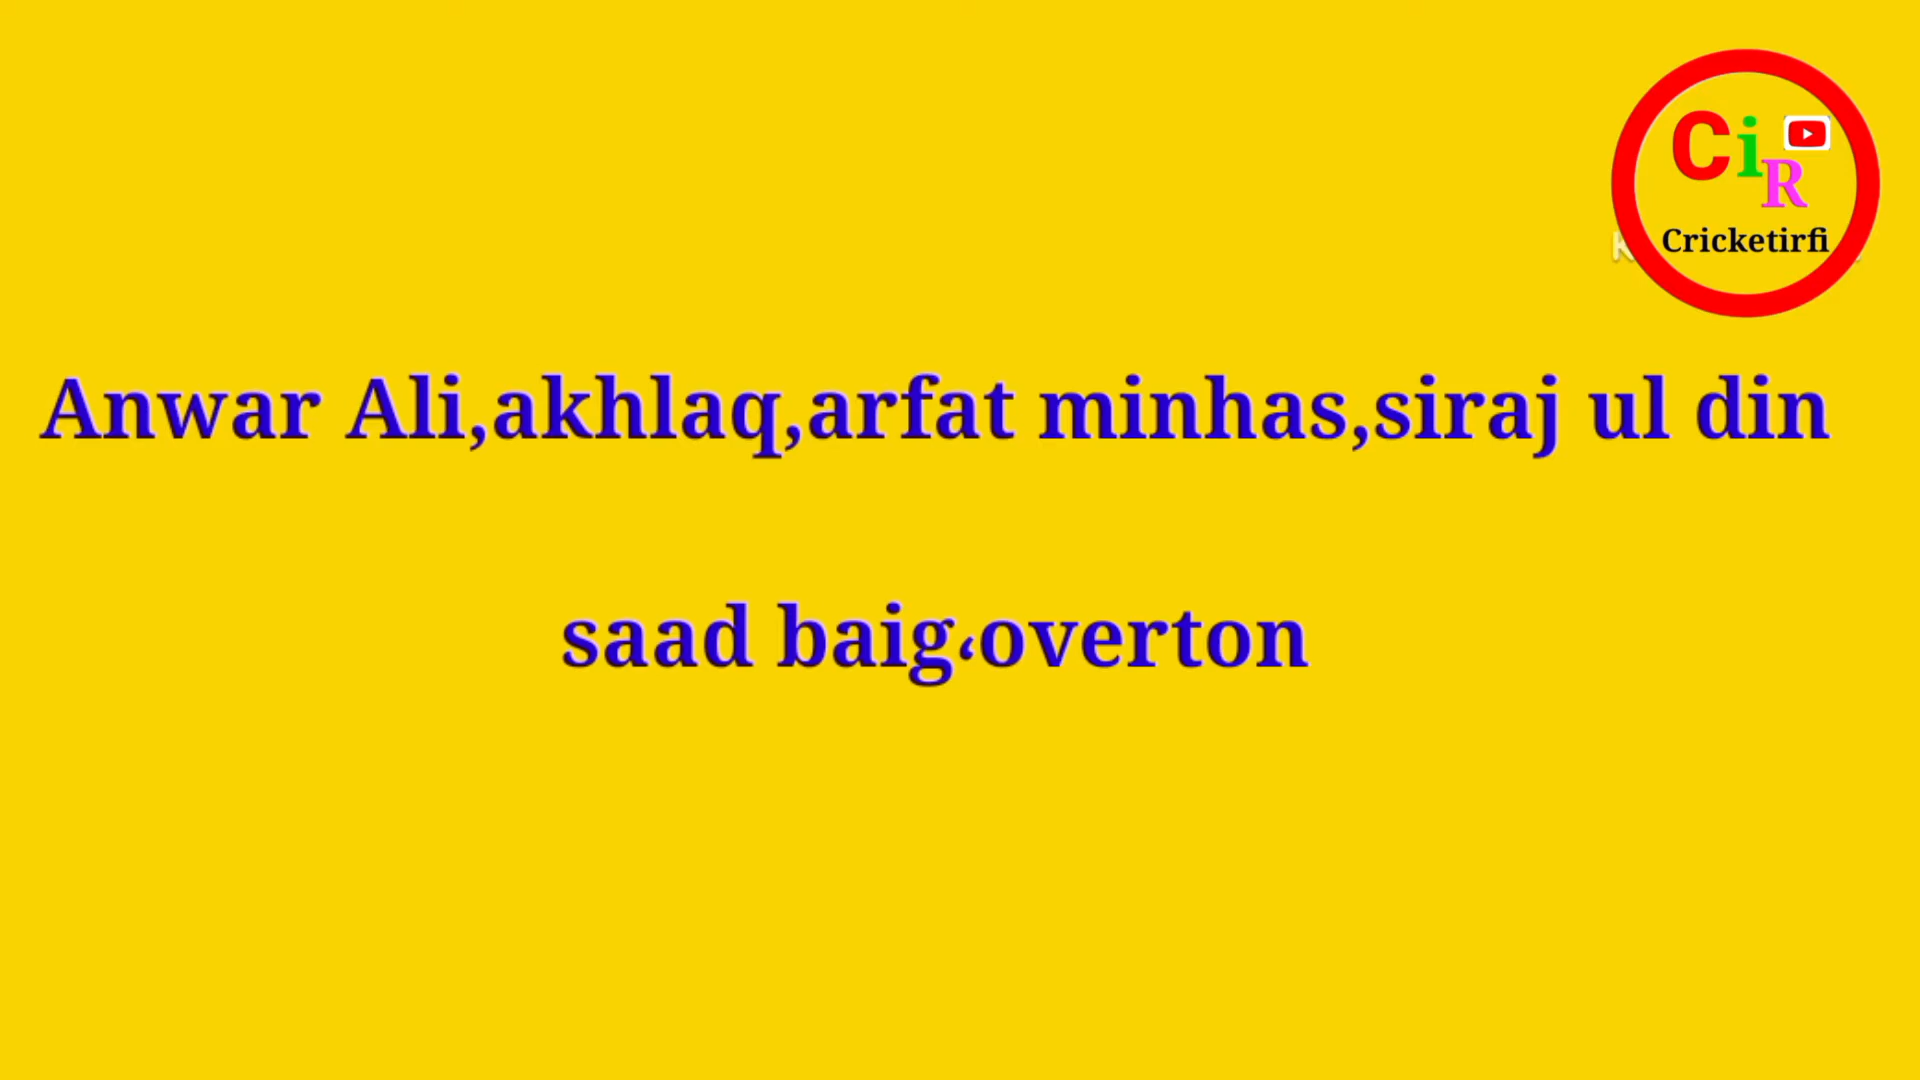 Ci
R
Cricketirfi
Anwar Ali,akhlaq,arfat minhas,siraj ul din
saad baig،overton